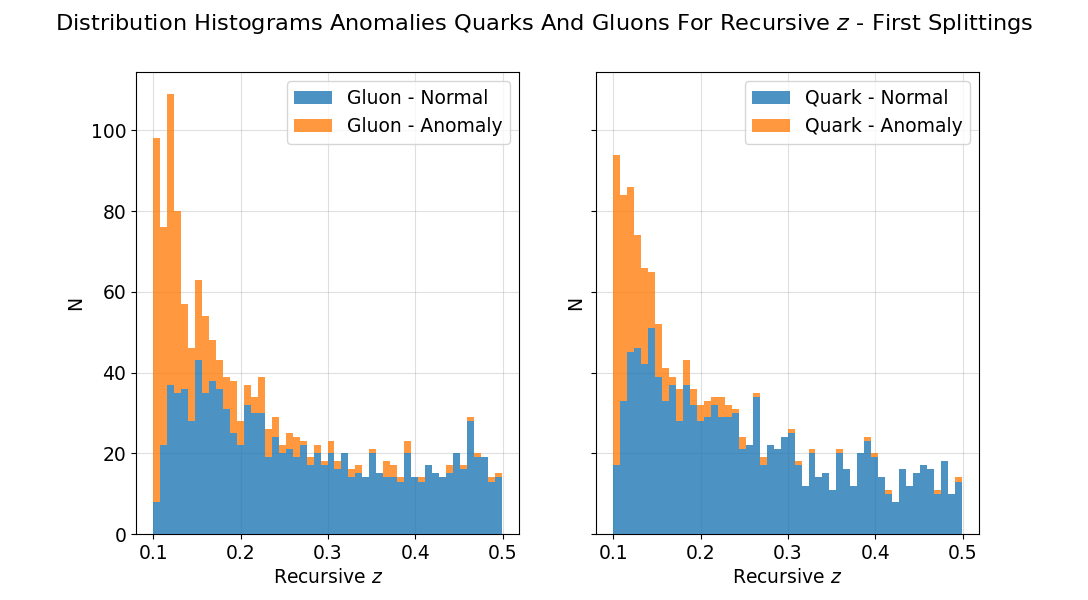 Distribution Histograms Anomalies Quarks And Gluons For Recursive z - First Splittings
Gluon - Normal
Gluon - Anomaly
100
80
60
40
20
0
N
0.1 0.2 0.3 0.4 0.5
Recursive z
Quark - Normal
Quark - Anomaly
N
0.1 0.2 0.3 0.4 0.5
Recursive z